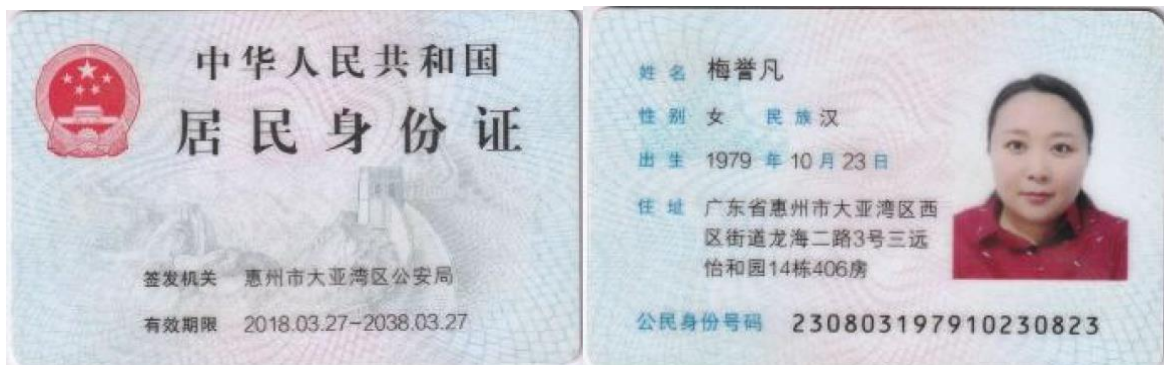 中华人民共和国
居民身份证
签发机关 惠州市大亚湾区公安局
有效期限 2018.03.27-2038.03.27
姓名 梅誉凡
性别 女 民族 汉
出生 1979 年 10 月 23 日
住址 广东省惠州市大亚湾区西
区街道龙海二路3号三远
怡和园14栋406房
公民身份号码 230803197910230823